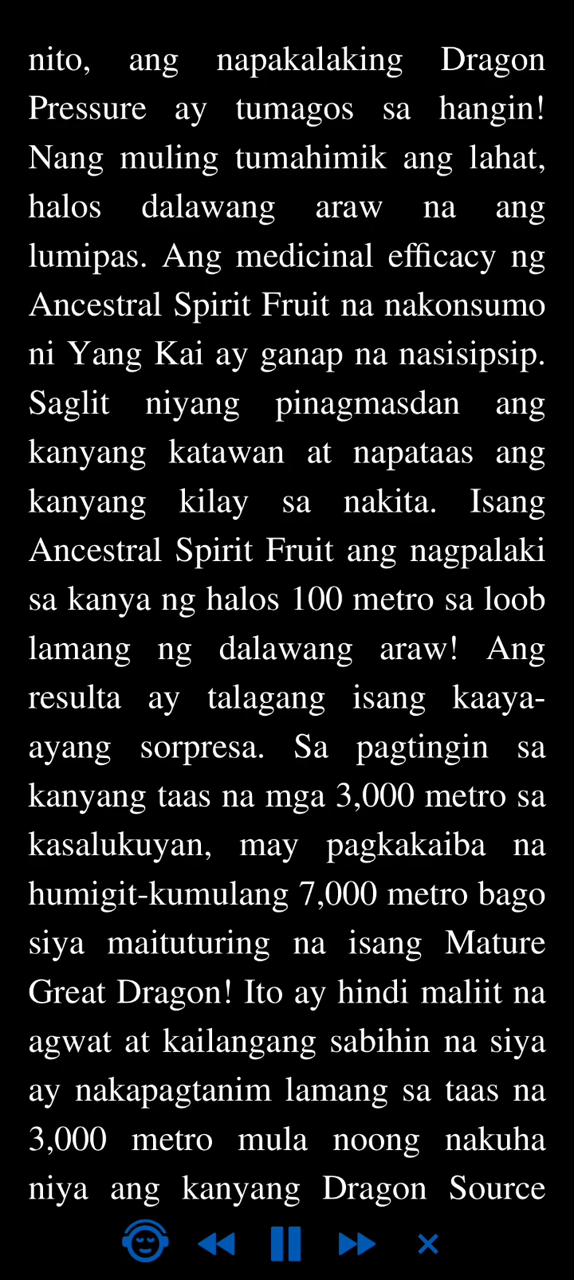 nito, ang napakalaking Dragon
Pressure ay tumagos sa hangin!
Nang muling tumahimik ang lahat,
halos dalawang araw na ang
lumipas. Ang medicinal efficacy ng
Ancestral Spirit Fruit na nakonsumo
ni Yang Kai ay ganap na nasisipsip.
Saglit niyang pinagmasdan ang
kanyang katawan at napataas ang
kanyang kilay sa nakita. Isang
Ancestral Spirit Fruit ang nagpalaki
sa kanya ng halos 100 metro sa loob
lamang ng dalawang araw! Ang
resulta ay talagang isang kaaya-
ayang sorpresa. Sa pagtingin sa
kanyang taas na mga 3,000 metro sa
kasalukuyan, may pagkakaiba na
humigit-kumulang 7,000 metro bago
siya maituturing na isang Mature
Great Dragon! Ito ay hindi maliit na
agwat at kailangang sabihin na siya
ay nakapagtanim lamang sa taas na
3,000 metro mula noong nakuha
niya ang kanyang Dragon Source